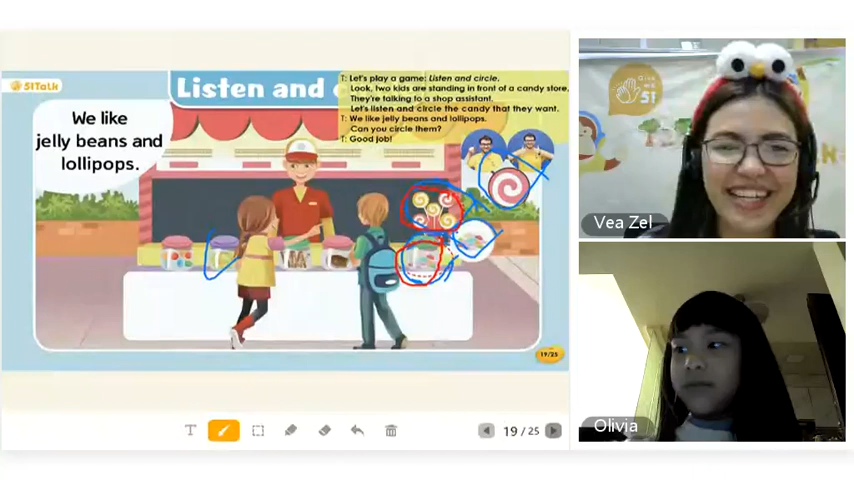 51Talk
Listen and c
T: Let's play a game: Listen and circle.
Look, two kids are standing in front of a candy store.
They're talking to a shop assistant.
Let's listen and circle the candy that they want.
T: We like jelly beans and lollipops.
Can you circle them?
T: Good job!
We like
jelly beans and
lollipops.
19/25
T
19 / 25
Give
me
51
Vea Zel
Olivia